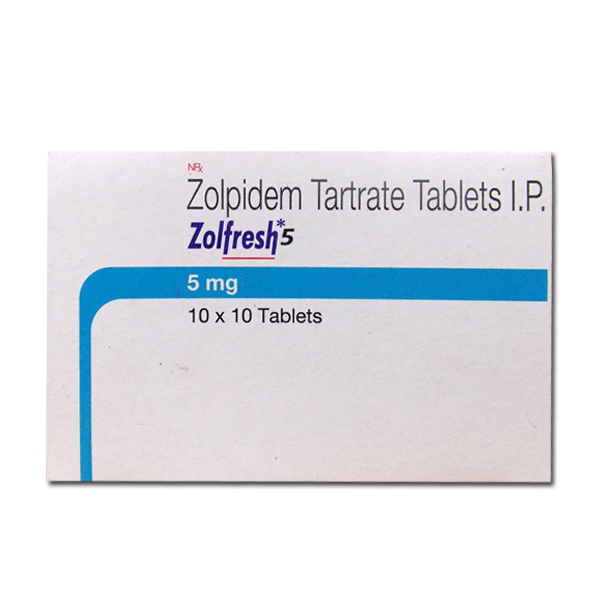 NRx
Zolpidem Tartrate Tablets I.P.
Zolfresh*5
5 mg
10 x 10 Tablets